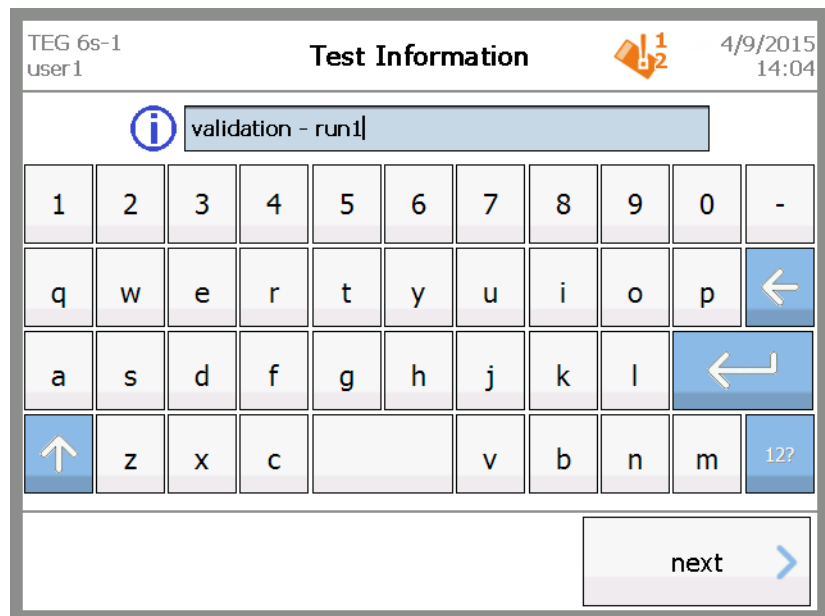 TEG 6s-1
user1
Test Information
1
2
4/9/2015
14:04
validation - run1
1 2 3 4 5 6 7 8 9 0 -
q w e r t y u i o p
a s d f g h j k l
z x c v b n m 12?
next